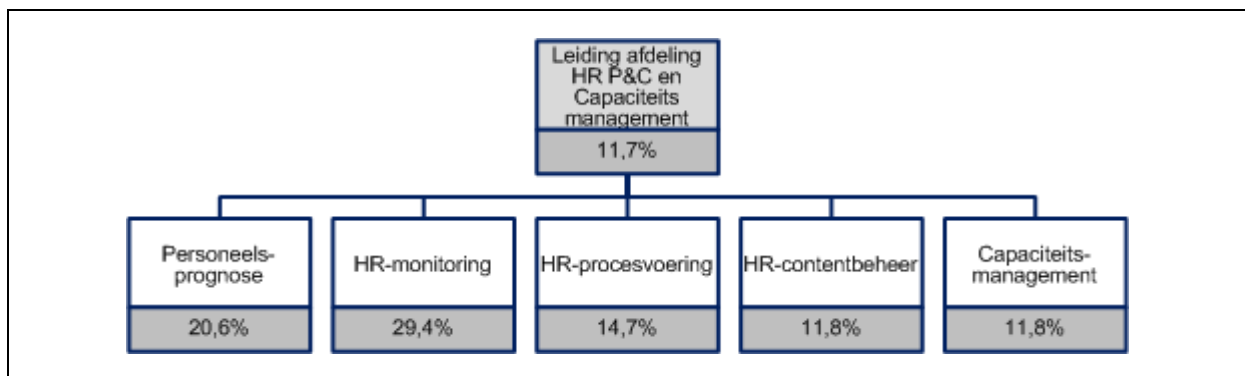 Leiding afdeling
HR P&C en
Capaciteits
management
11,7%
Personeels-
prognose
20,6%
HR-monitoring
29,4%
HR-procesvoering
14,7%
HR-contentbeheer
11,8%
Capaciteits-
management
11,8%